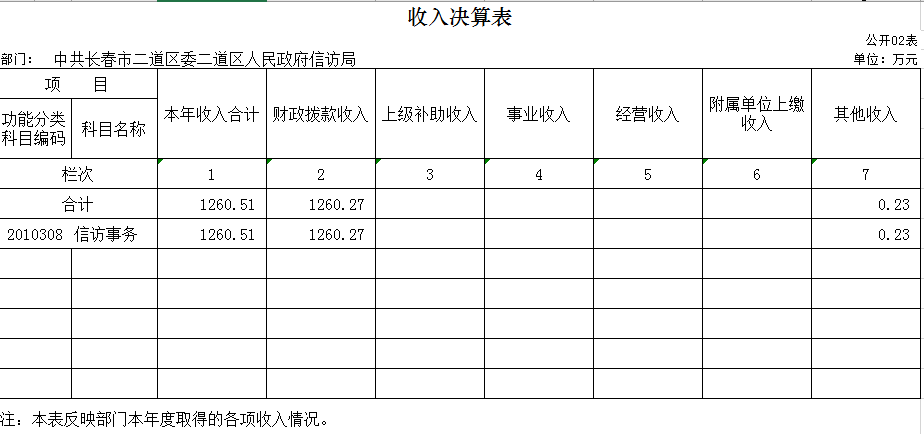 收入决算表
公开02表
部门： 中共长春市二道区委二道区人民政府信访局 单位：万元
项 目 本年收入合计 财政拨款收入 上级补助收入 事业收入 经营收入 附属单位上缴收入 其他收入
功能分类科目编码 科目名称
栏次 1 2 3 4 5 6 7
合计 1260.51 1260.27 0.23
2010308 信访事务 1260.51 1260.27 0.23
注：本表反映部门本年度取得的各项收入情况。